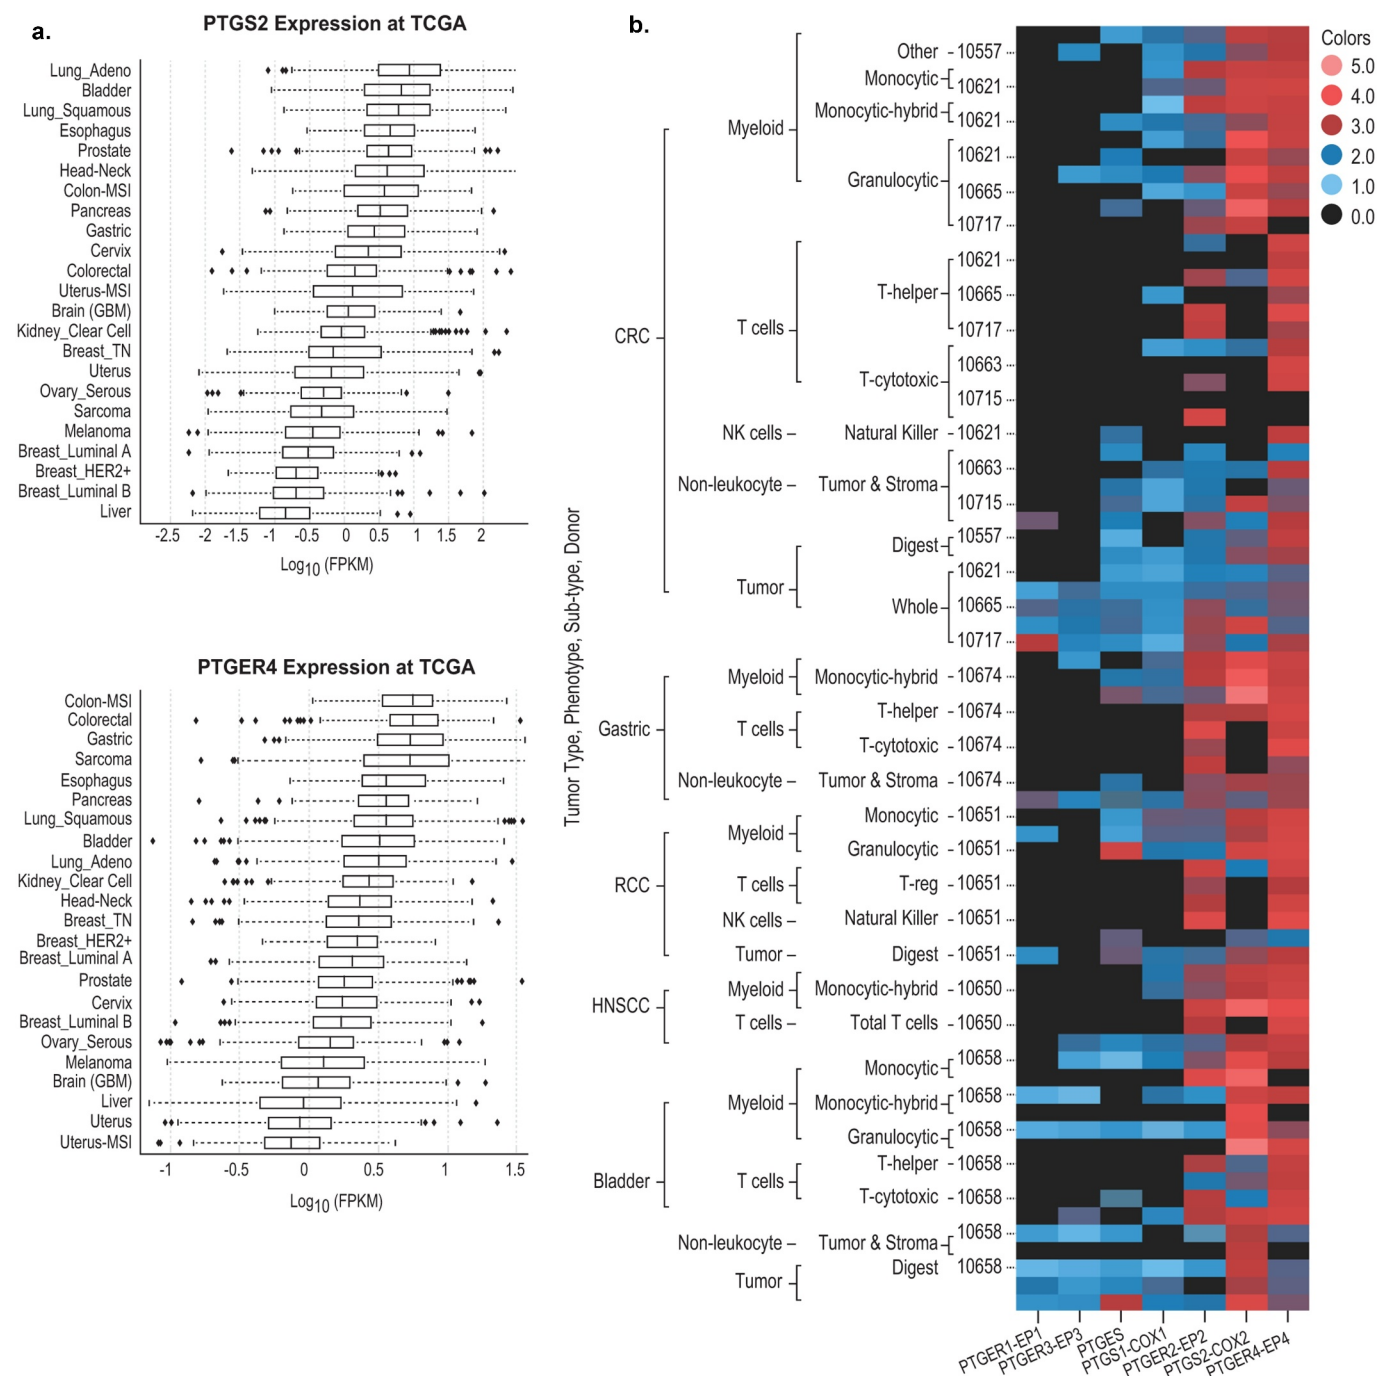 a.
PTGS2 Expression at TCGA
Lung_Adeno
Bladder
Lung_Squamous
Esophagus
Prostate
Head-Neck
Colon-MSI
Pancreas
Gastric
Cervix
Colorectal
Uterus-MSI
Brain (GBM)
Kidney_Clear Cell
Breast_TN
Uterus
Ovary_Serous
Sarcoma
Melanoma
Breast_Luminal A
Breast_HER2+
Breast_Luminal B
Liver
-2.5 -2 -1.5 -1 -0.5 0 0.5 1 1.5 2
Log10 (FPKM)
PTGER4 Expression at TCGA
Colon-MSI
Colorectal
Gastric
Sarcoma
Esophagus
Pancreas
Lung_Squamous
Bladder
Lung_Adeno
Kidney_Clear Cell
Head-Neck
Breast_TN
Breast_HER2+
Breast_Luminal A
Prostate
Cervix
Breast_Luminal B
Ovary_Serous
Melanoma
Brain (GBM)
Liver
Uterus
Uterus-MSI
-1 -0.5 0 0.5 1 1.5
Log10 (FPKM)
b.
Tumor Type, Phenotype, Sub-type, Donor
CRC
Gastric
RCC
HNSCC
Bladder
Myeloid
T cells
NK cells
Non-leukocyte
Tumor
Myeloid
T cells
Non-leukocyte
Myeloid
T cells
NK cells
Tumor
Myeloid
T cells
Myeloid
T cells
Non-leukocyte
Tumor
Other - 10557
Monocytic
10621
Monocytic-hybrid
10621
10621
Granulocytic
10665
10717
10621
T-helper
10665
10717
10663
T-cytotoxic
10715
Natural Killer - 10621
10663
Tumor & Stroma
10715
Digest
10557
10621
Whole
10665
10717
Monocytic-hybrid - 10674
T-helper - 10674
T-cytotoxic - 10674
Tumor & Stroma - 10674
Monocytic - 10651
Granulocytic - 10651
T-reg - 10651
Natural Killer - 10651
Digest - 10651
Monocytic-hybrid - 10650
Total T cells - 10650
10658
Monocytic
Monocytic-hybrid
10658
Granulocytic
10658
T-helper - 10658
T-cytotoxic - 10658
10658
Tumor & Stroma
Digest 10658
PTGER1-EP1
PTGER3-EP3
PTGES
PTGS1-COX1
PTGER2-EP2
PTGS2-COX2
PTGER4-EP4
Colors
5.0
4.0
3.0
2.0
1.0
0.0